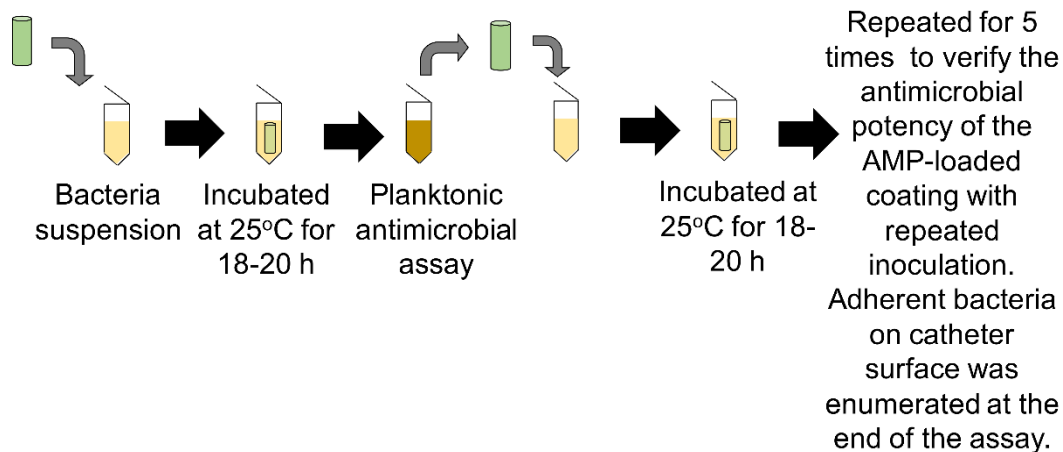 Bacteria
suspension
Incubated
at 25°C for
18-20 h
Planktonic
antimicrobial
assay
Incubated at
25°C for 18-
20 h
Repeated for 5
times to verify the
antimicrobial
potency of the
AMP-loaded
coating with
repeated
inoculation.
Adherent bacteria
on catheter
surface was
enumerated at the
end of the assay.